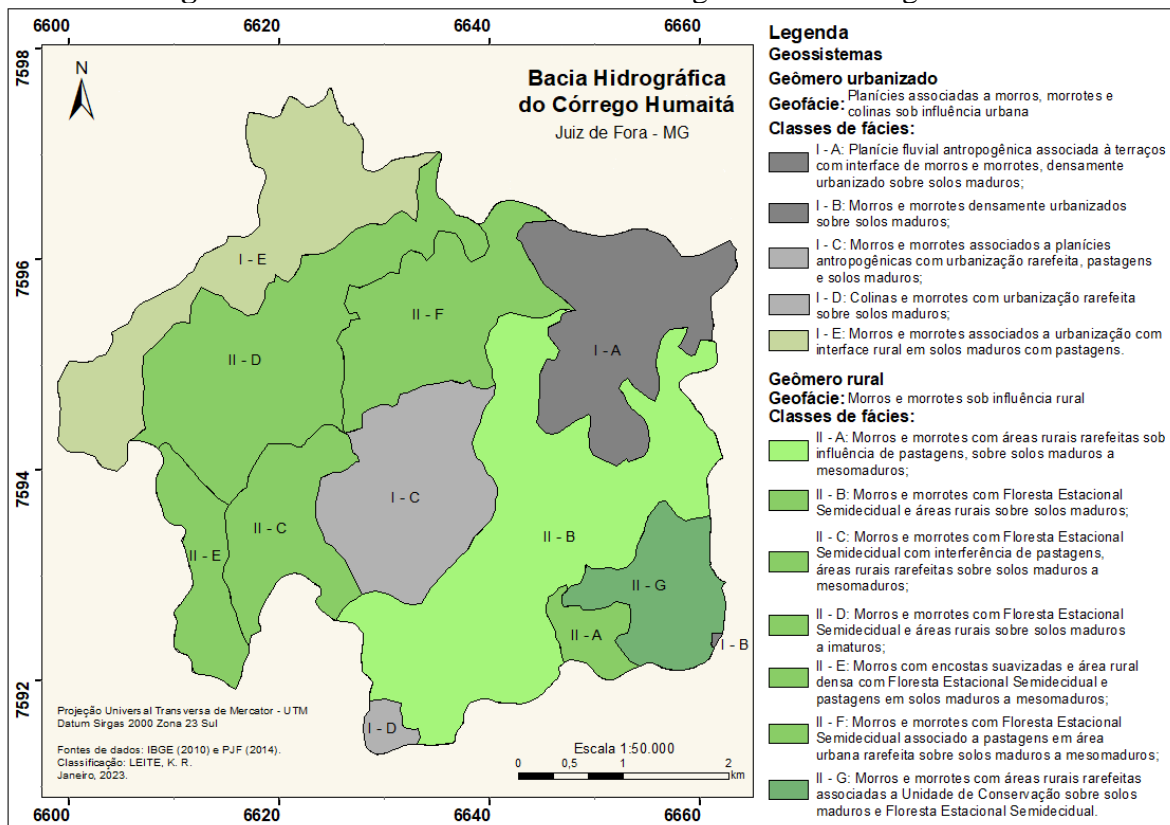 6600 6620 6640 6660
7598
7596
7594
7592
N
Bacia Hidrográfica
do Córrego Humaitá
Juiz de Fora - MG
I - E
II - F
II - D
I - A
I - C
II - C
II - B
II - E
II - G
II - A
I - B
I - D
Projeção Universal Transversa de Mercator - UTM
Datum Sirgas 2000 Zona 23 Sul
Fontes de dados: IBGE (2010) e PJF (2014).
Classificação: LEITE, K. R.
Janeiro, 2023.
Escala 1:50.000
0 0,5 1 2
km
6600 6620 6640 6660
Legenda
Geossistemas
Geômero urbanizado
Geofácie: Planícies associadas a morros, morrotes e
colinas sob influência urbana
Classes de fácies:
I - A: Planície fluvial antropogênica associada à terraços
com interface de morros e morrotes, densamente
urbanizado sobre solos maduros;
I - B: Morros e morrotes densamente urbanizados
sobre solos maduros;
I - C: Morros e morrotes associados a planícies
antropogênicas com urbanização rarefeita, pastagens
e solos maduros;
I - D: Colinas e morrotes com urbanização rarefeita
sobre solos maduros;
I - E: Morros e morrotes associados a urbanização com
interface rural em solos maduros com pastagens.
Geômero rural
Geofácie: Morros e morrotes sob influência rural
Classes de fácies:
II - A: Morros e morrotes com áreas rurais rarefeitas sob
influência de pastagens, sobre solos maduros a
mesomaduros;
II - B: Morros e morrotes com Floresta Estacional
Semidecidual e áreas rurais sobre solos maduros;
II - C: Morros e morrotes com Floresta Estacional
Semidecidual com interferência de pastagens,
áreas rurais rarefeitas sobre solos maduros a
mesomaduros;
II - D: Morros e morrotes com Floresta Estacional
Semidecidual e áreas rurais sobre solos maduros
a imaturos;
II - E: Morros com encostas suavizadas e área rural
densa com Floresta Estacional Semidecidual e
pastagens em solos maduros a mesomaduros;
II - F: Morros e morrotes com Floresta Estacional
Semidecidual associado a pastagens em área
urbana rarefeita sobre solos maduros a mesomaduros;
II - G: Morros e morrotes com áreas rurais rarefeitas
associadas a Unidade de Conservação sobre solos
maduros e Floresta Estacional Semidecidual.